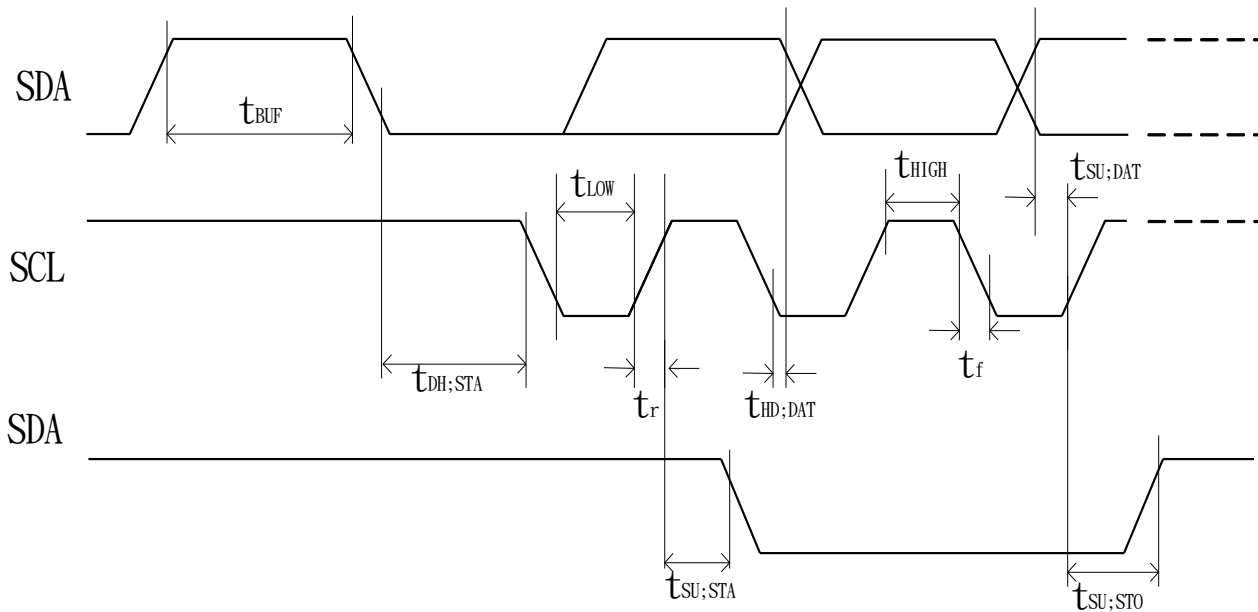 SDA
tBUF
tLOW
tHIGH
tSU;DAT
SCL
tDH;STA
tr
tHD;DAT
tf
SDA
tSU;STA
tSU;STO